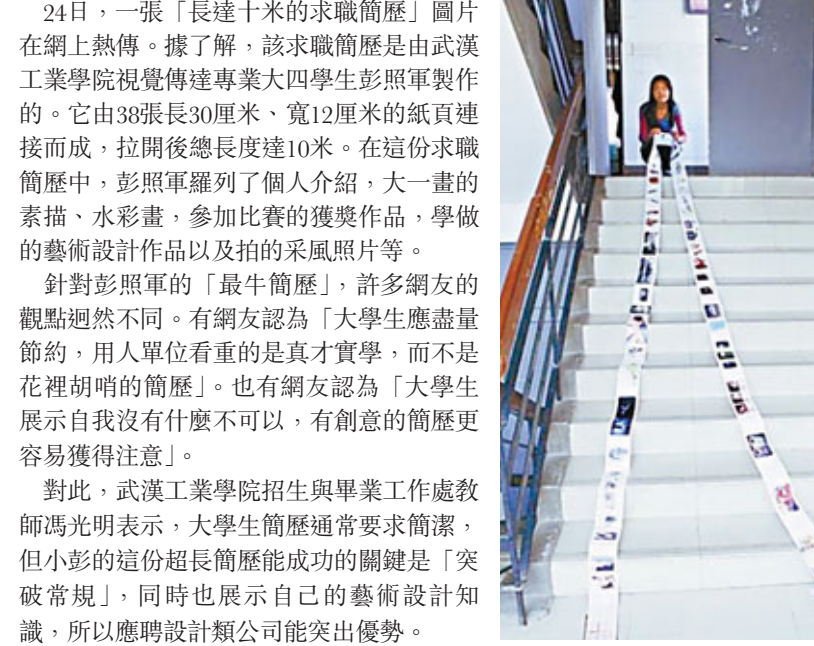 24日，一張「長達十米的求職簡歷」圖片
在網上熱傳。據了解，該求職簡歷是由武漢
工業學院視覺傳達專業大四學生彭照軍製作
的。它由38張長30厘米、寬12厘米的紙頁連
接而成，拉開後總長度達10米。在這份求職
簡歷中，彭照軍羅列了個人介紹，大一畫的
素描、水彩畫，參加比賽的獲獎作品，學做
的藝術設計作品以及拍的采風照片等。
針對彭照軍的「最牛簡歷」，許多網友的
觀點迥然不同。有網友認為「大學生應盡量
節約，用人單位看重的是真才實學，而不是
花裡胡哨的簡歷」。也有網友認為「大學生
展示自我沒有什麼不可以，有創意的簡歷更
容易獲得注意」。
對此，武漢工業學院招生與畢業工作處教
師馮光明表示，大學生簡歷通常要求簡潔，
但小彭的這份超長簡歷能成功的關鍵是「突
破常規」，同時也展示自己的藝術設計知
識，所以應聘設計類公司能突出優勢。